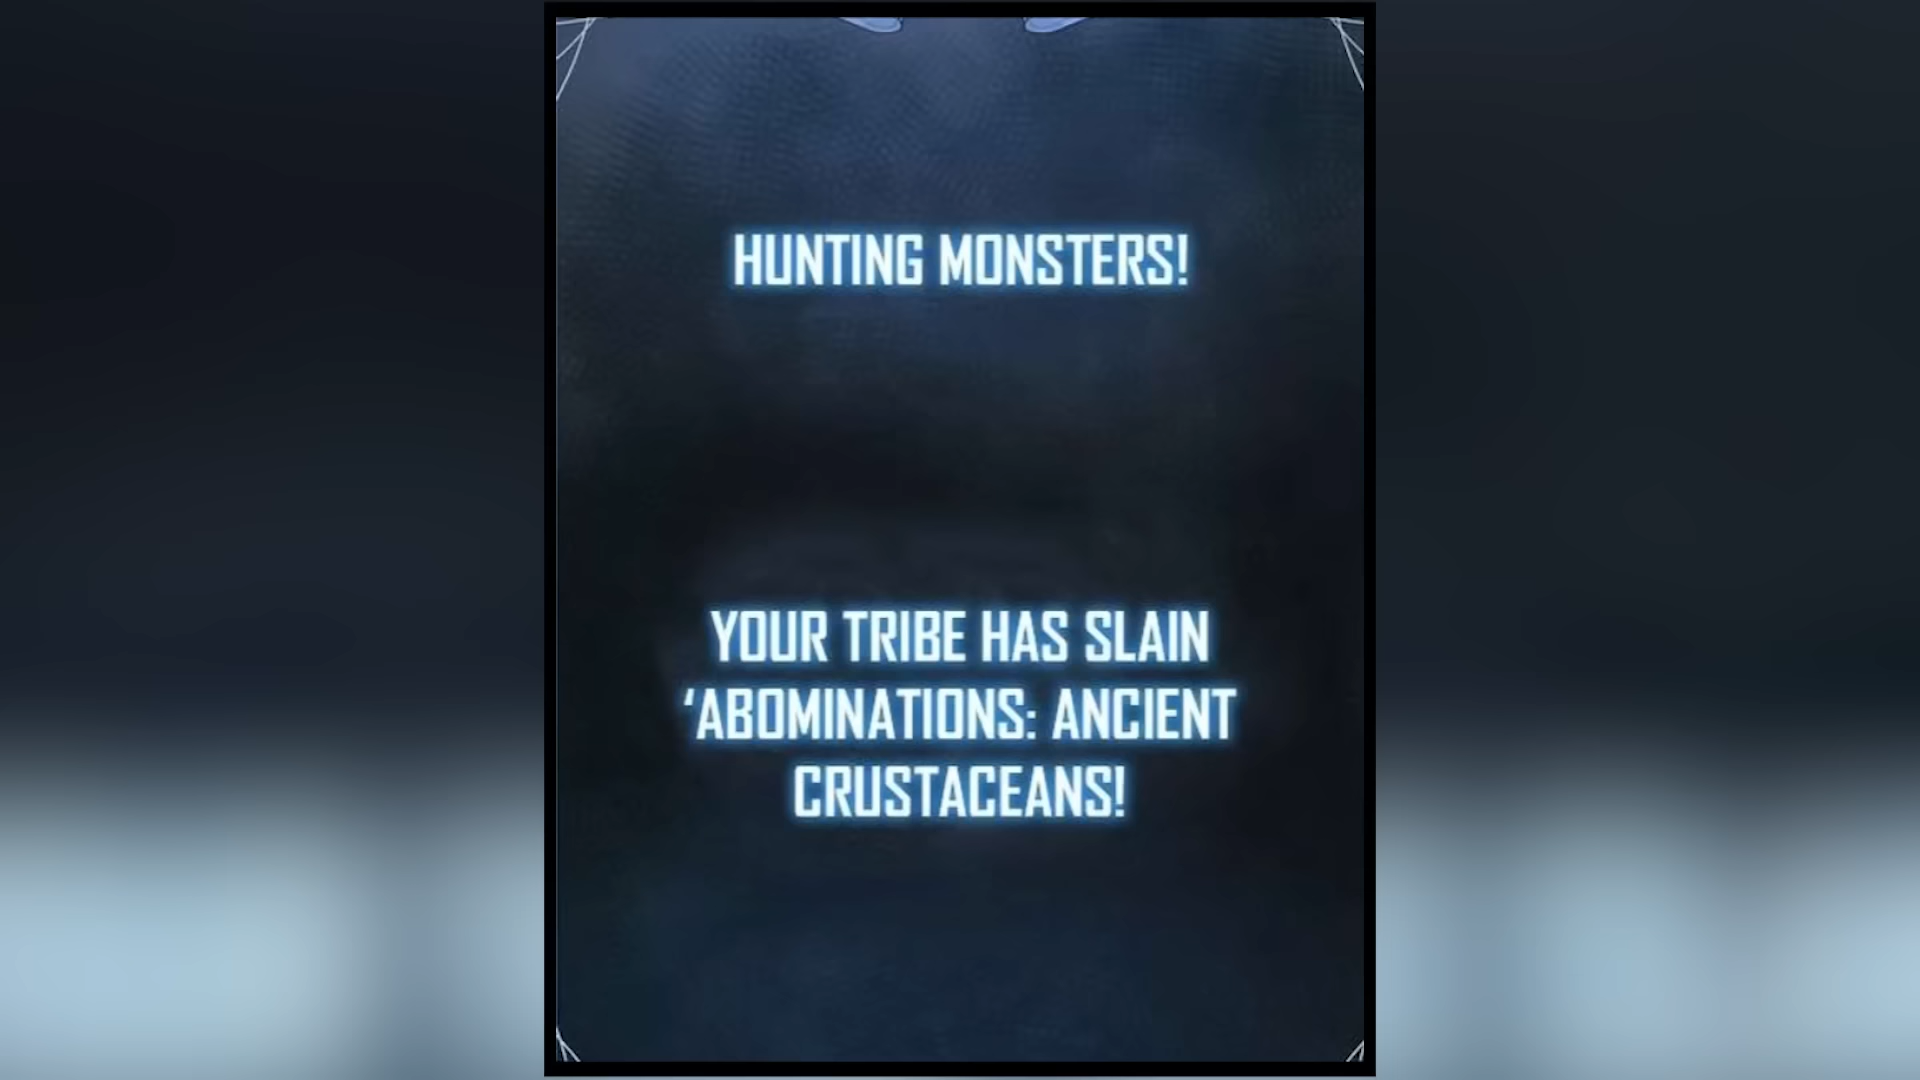 HUNTING MONSTERS!
YOUR TRIBE HAS SLAIN
‘ABOMINATIONS: ANCIENT
CRUSTACEANS!